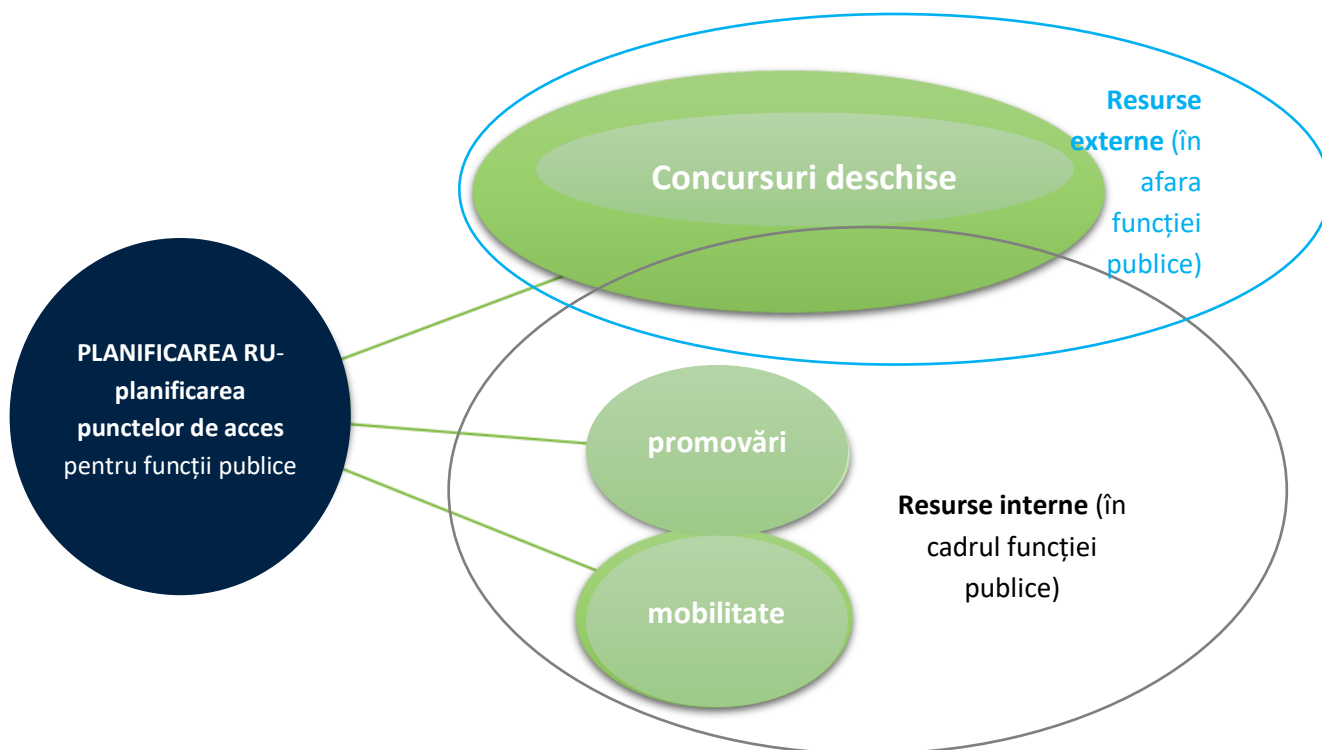 Concursuri deschise
Resurse
externe (în
afara
funcției
publice)
PLANIFICAREA RU-
planificarea
punctelor de acces
pentru funcții publice
promovări
mobilitate
Resurse interne (în
cadrul funcției
publice)